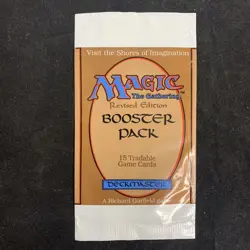 Visit the Shores of Imagination
MAGIC
The Gathering
Revised Edition
BOOSTER
PACK
15 Tradable
Game Cards
DECKMASTER
A Richard Garfield